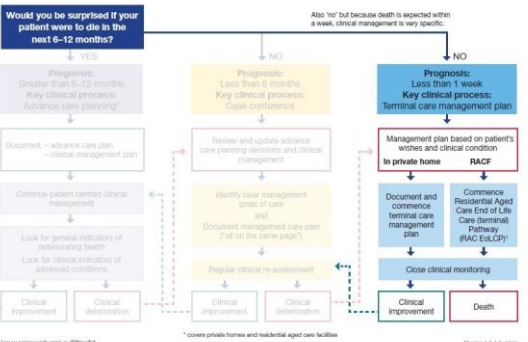 Would you be surprised if your
patient were to die in the
next 6–12 months?
Also ‘no’ but because death is expected within
a week, clinical management is very specific.
YES
NO
NO
Prognosis:
Greater than 6–12 months
Key clinical process:
Advance care planning*
Prognosis:
Less than 6 months
Key clinical process:
Case conference
Prognosis:
Less than 1 week
Key clinical process:
Terminal care management plan
Document – advance care plan
– clinical management plan
Review and update advance
care planning decisions and clinical
management
Management plan based on patient's
wishes and clinical condition
In private home RACF
Continue patient centred clinical
management
Identify clear management
goals of care
and
Document management care plan
("all on the same page")
Document and
commence
terminal care
management
plan
Commence
Residential Aged
Care End of Life
Care (terminal)
Pathway
(RAC EoLCP)
Look for general indicators of
deteriorating health
Look for clinical indicators of
advanced conditions
Regular clinical re-assessment
Close clinical monitoring
Clinical
improvement
Clinical
deterioration
Clinical
improvement
Clinical
deterioration
Clinical
improvement
Death
* covers private homes and residential aged care facilities